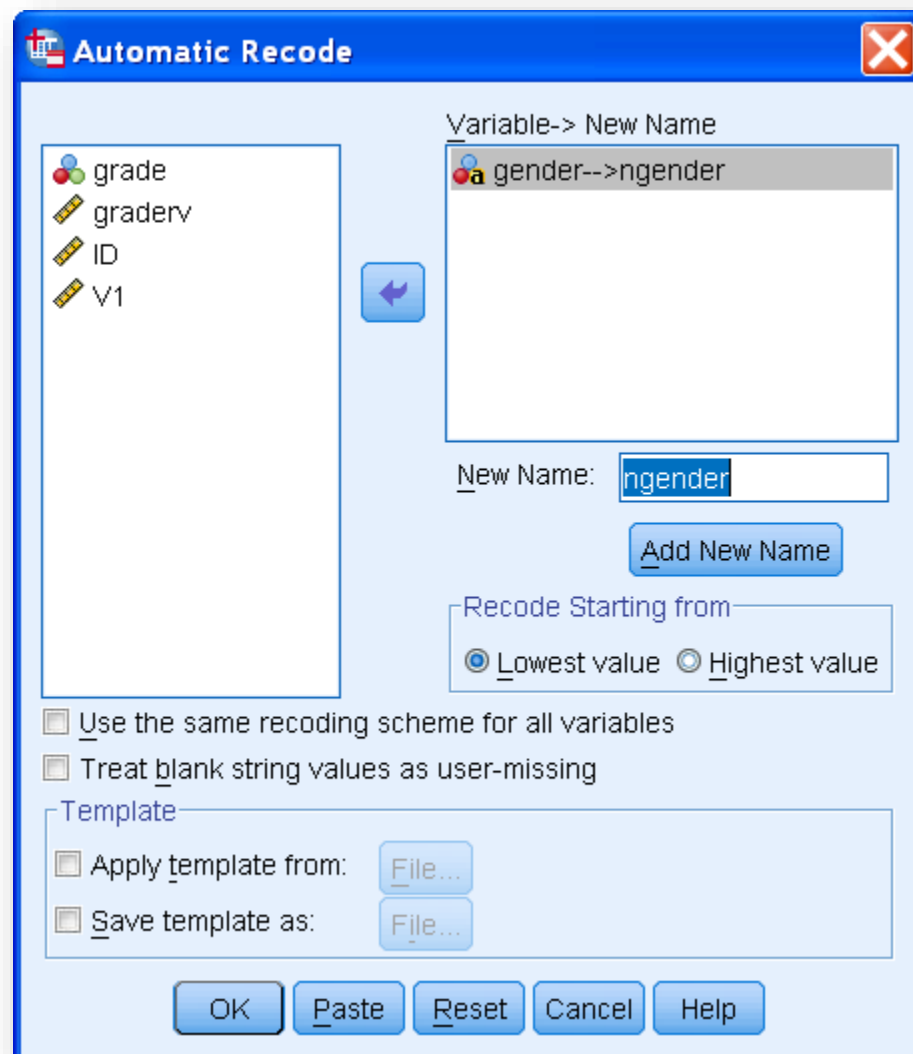 Automatic Recode
Variable-> New Name
grade
graderv
ID
V1
gender-->ngender
New Name: ngender
Add New Name
Recode Starting from
Lowest value Highest value
Use the same recoding scheme for all variables
Treat blank string values as user-missing
Template
Apply template from: File...
Save template as: File...
OK Paste Reset Cancel Help